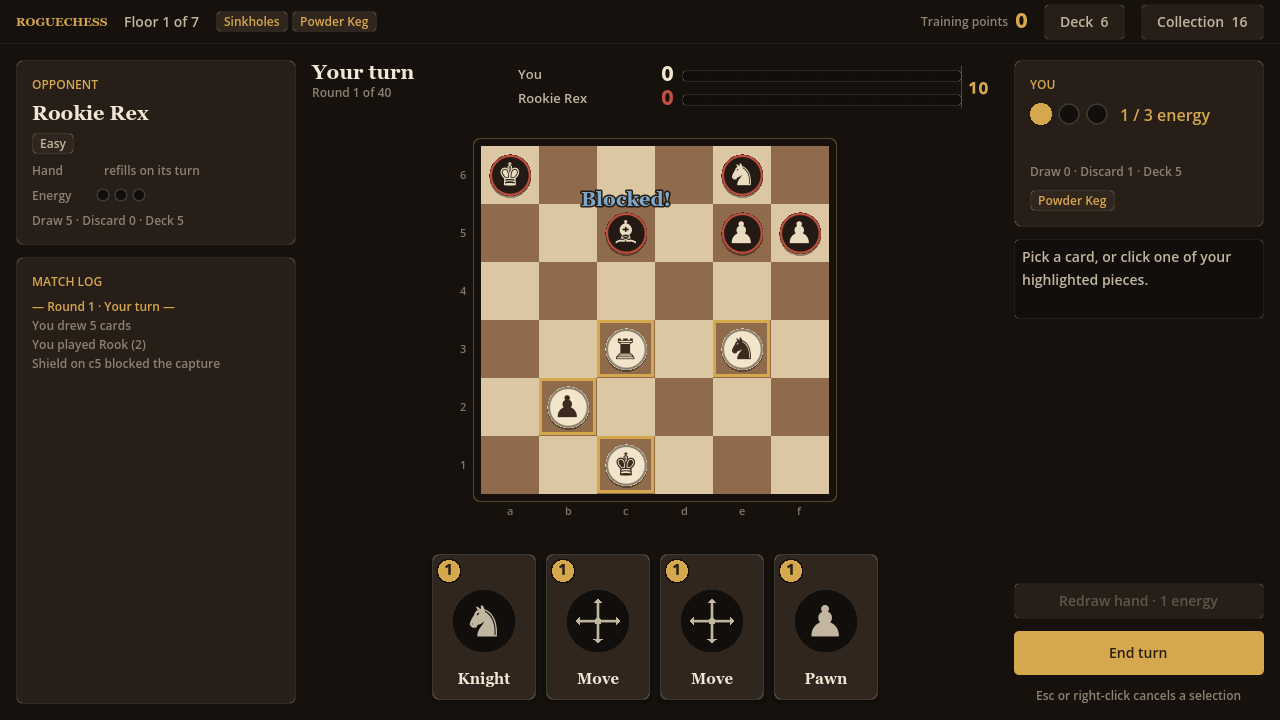 ROGUECHESS Floor 1 of 7 Sinkholes Powder Keg Training points 0 Deck 6 Collection 16
OPPONENT
Rookie Rex
Easy
Hand refills on its turn
Energy
Draw 5 · Discard 0 · Deck 5
MATCH LOG
— Round 1 · Your turn —
You drew 5 cards
You played Rook (2)
Shield on c5 blocked the capture
Your turn
Round 1 of 40
You 0
Rookie Rex 0
10
6
Blocked!
5
4
3
2
1
a b c d e f
1 1 1 1
Knight Move Move Pawn
YOU
1 / 3 energy
Draw 0 · Discard 1 · Deck 5
Powder Keg
Pick a card, or click one of your
highlighted pieces.
Redraw hand · 1 energy
End turn
Esc or right-click cancels a selection